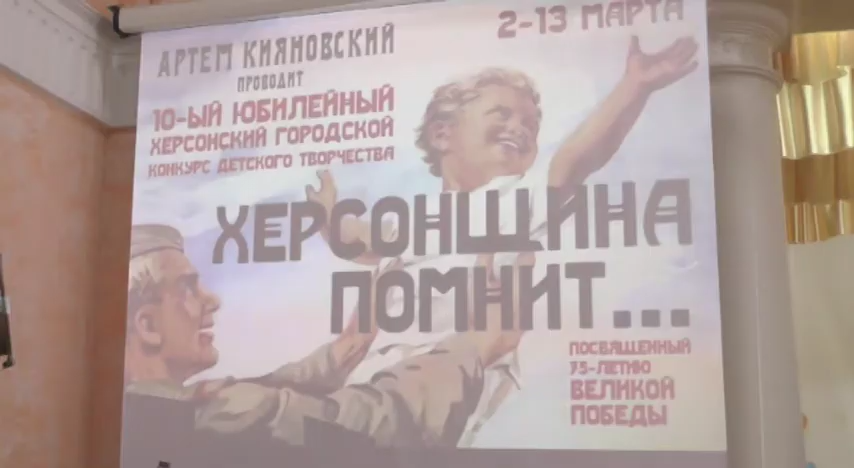 2-13 МАРТА
АРТЕМ КИЯНОВСКИЙ
ПРОВОДИТ
10-ЫЙ ЮБИЛЕЙНЫЙ
ХЕРСОНСКИЙ ГОРОДСКОЙ
КОНКУРС ДЕТСКОГО ТВОРЧЕСТВА
ХЕРСОНЩИНА
ПОМНИТ...
ПОСВЯЩЕННЫЙ
75-ЛЕТИЮ
ВЕЛИКОЙ
ПОБЕДЫ